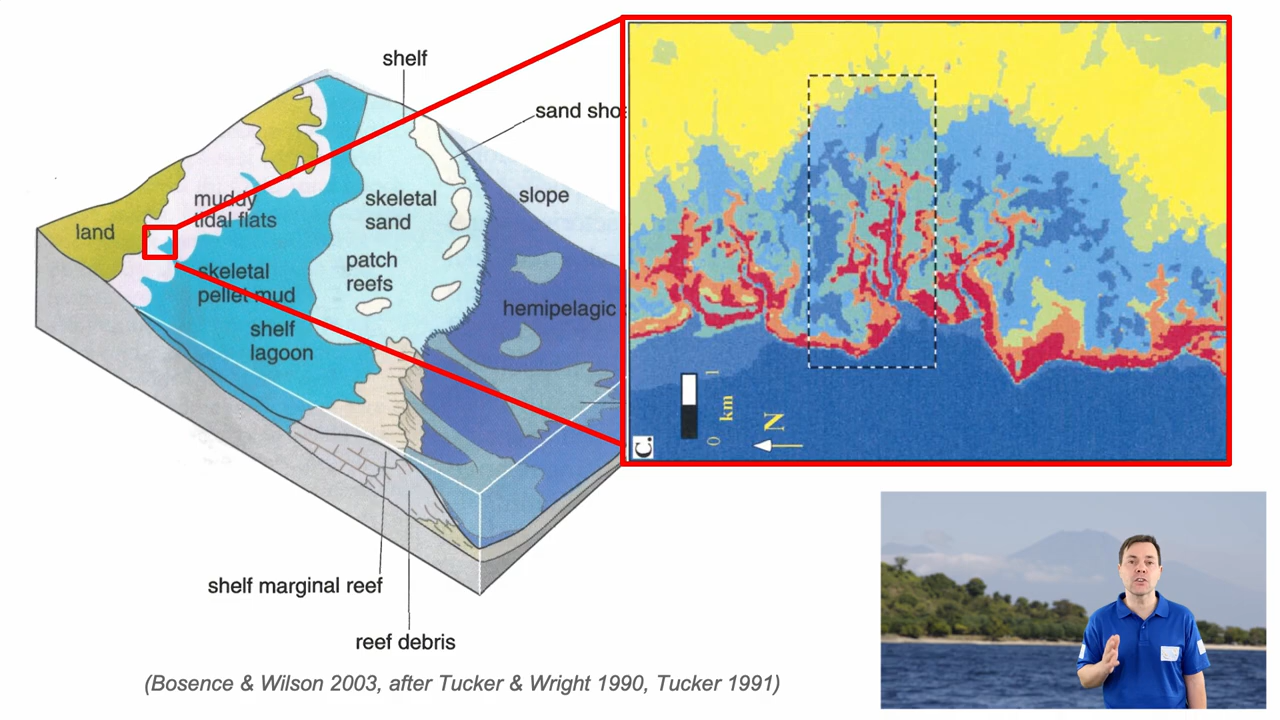 shelf
sand sho
slope
muddy
tidal flats
skeletal
sand
land
patch
reefs
skeletal
pellet mud
hemipelagic
shelf
lagoon
shelf marginal reef
reef debris
(Bosence & Wilson 2003, after Tucker & Wright 1990, Tucker 1991)
0
1
km
N
C.